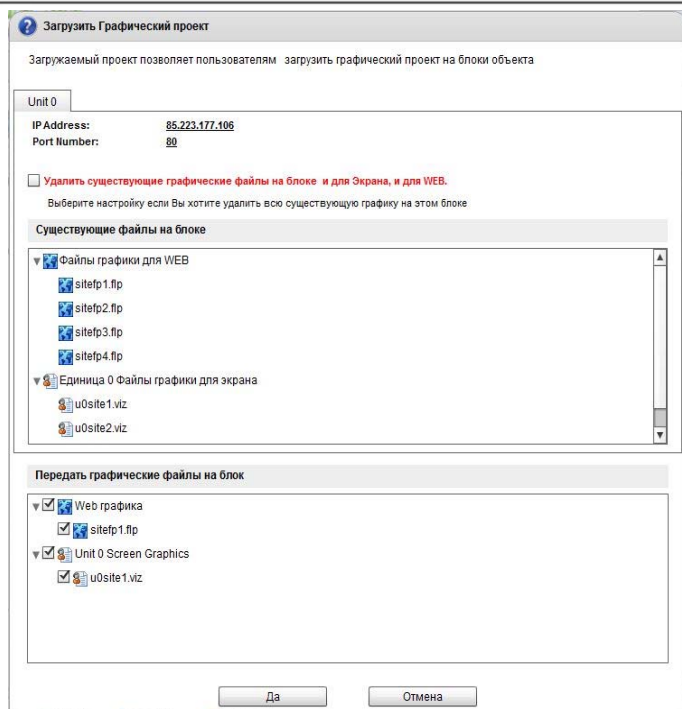 Загрузить Графический проект
Загружаемый проект позволяет пользователям загрузить графический проект на блоки объекта
Unit 0
IP Address: 85.223.177.106
Port Number: 80
Удалить существующие графические файлы на блоке и для Экрана, и для WEB.
Выберите настройку если Вы хотите удалить всю существующую графику на этом блоке
Существующие файлы на блоке
Файлы графики для WEB
sitefp1.flp
sitefp2.flp
sitefp3.flp
sitefp4.flp
Единица 0 Файлы графики для экрана
u0site1.viz
u0site2.viz
Передать графические файлы на блок
Web графика
sitefp1.flp
Unit 0 Screen Graphics
u0site1.viz
Да Отмена